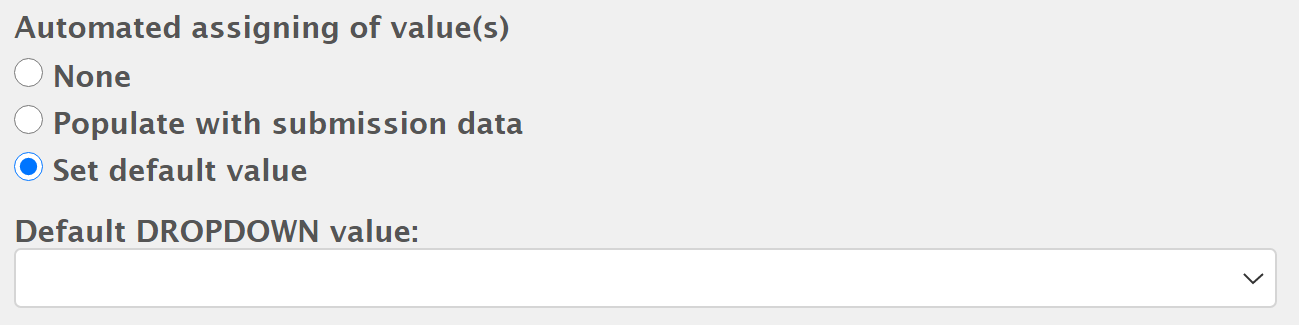 Automated assigning of value(s)
None
Populate with submission data
Set default value
Default DROPDOWN value: